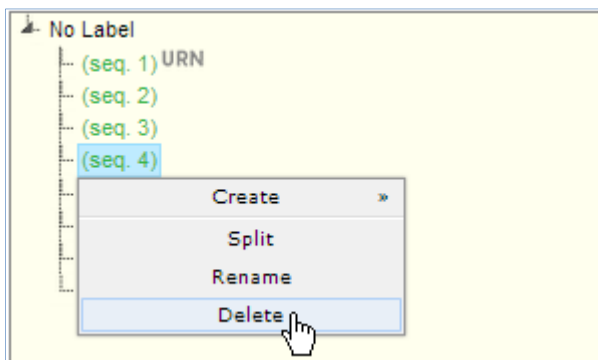 No Label
(seq. 1) URN
(seq. 2)
(seq. 3)
(seq. 4)
Create »
Split
Rename
Delete